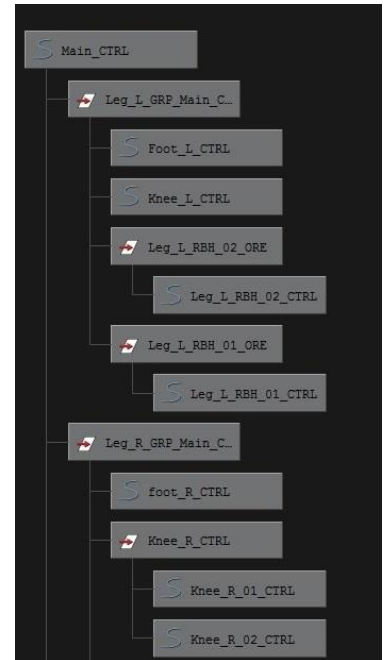 Main_CTRL
Leg_L_GRP_Main_C…
Foot_L_CTRL
Knee_L_CTRL
Leg_L_RBH_02_ORE
Leg_L_RBH_02_CTRL
Leg_L_RBH_01_ORE
Leg_L_RBH_01_CTRL
Leg_R_GRP_Main_C…
foot_R_CTRL
Knee_R_CTRL
Knee_R_01_CTRL
Knee_R_02_CTRL